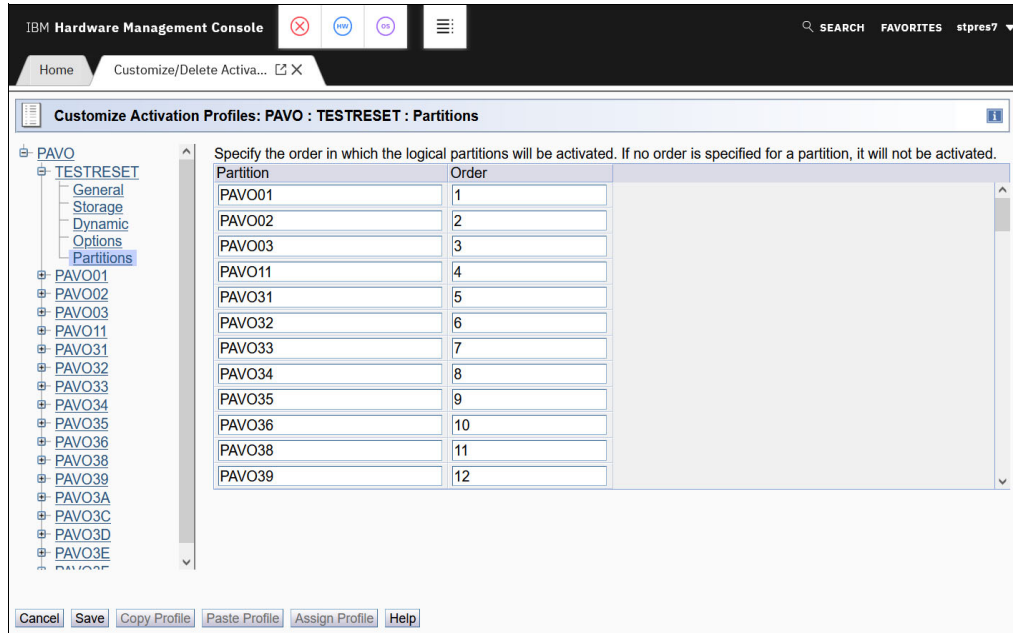 IBM Hardware Management Console
HW
OS
SEARCH FAVORITES stpres7
Home
Customize/Delete Activa...
Customize Activation Profiles: PAVO : TESTRESET : Partitions
i
PAVO
TESTRESET
General
Storage
Dynamic
Options
Partitions
PAVO01
PAVO02
PAVO03
PAVO11
PAVO31
PAVO32
PAVO33
PAVO34
PAVO35
PAVO36
PAVO38
PAVO39
PAVO3A
PAVO3C
PAVO3D
PAVO3E
Specify the order in which the logical partitions will be activated. If no order is specified for a partition, it will not be activated.
Partition Order
PAVO01 1
PAVO02 2
PAVO03 3
PAVO11 4
PAVO31 5
PAVO32 6
PAVO33 7
PAVO34 8
PAVO35 9
PAVO36 10
PAVO38 11
PAVO39 12
Cancel Save Copy Profile Paste Profile Assign Profile Help